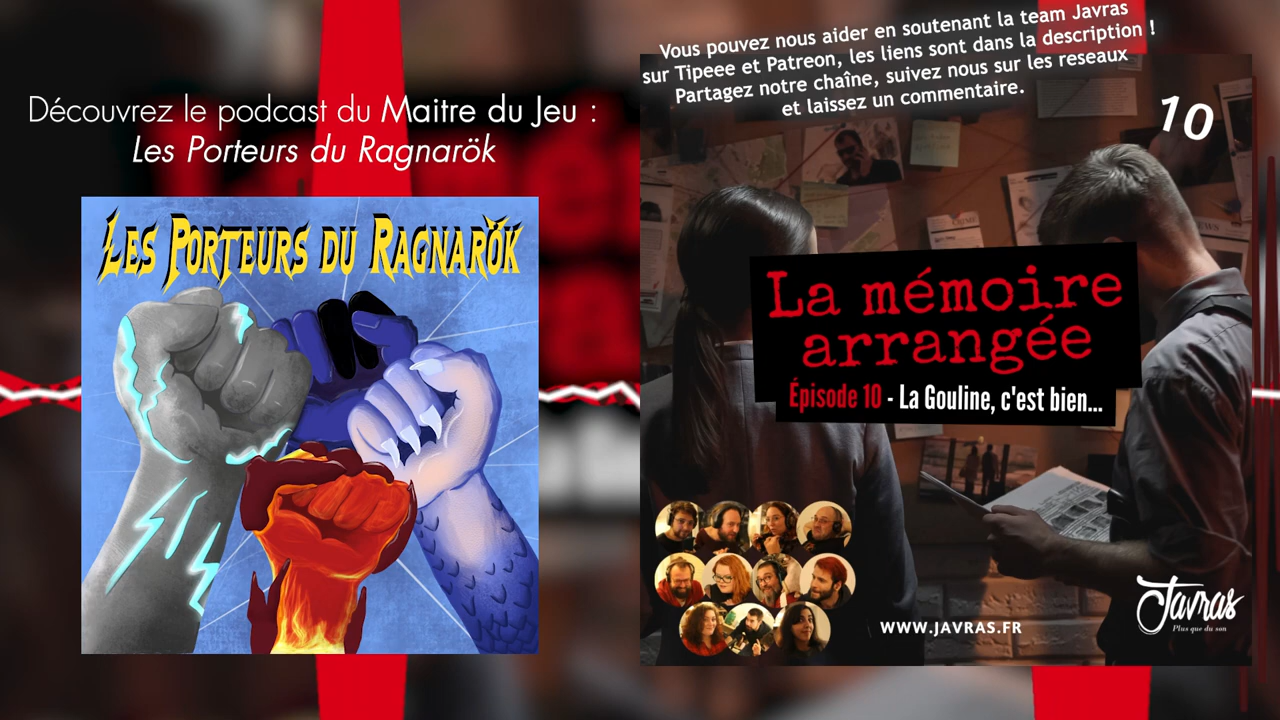 Découvrez le podcast du Maitre du Jeu :
Les Porteurs du Ragnarök
LES PORTEURS DU RAGNARÖK
Vous pouvez nous aider en soutenant la team Javras
sur Tipeee et Patreon, les liens sont dans la description !
Partagez notre chaîne, suivez nous sur les reseaux
et laissez un commentaire.
10
CRIME
NEWS
La mémoire
arrangée
Épisode 10 - La Gouline, c'est bien...
WWW.JAVRAS.FR
Javras
Plus que du son